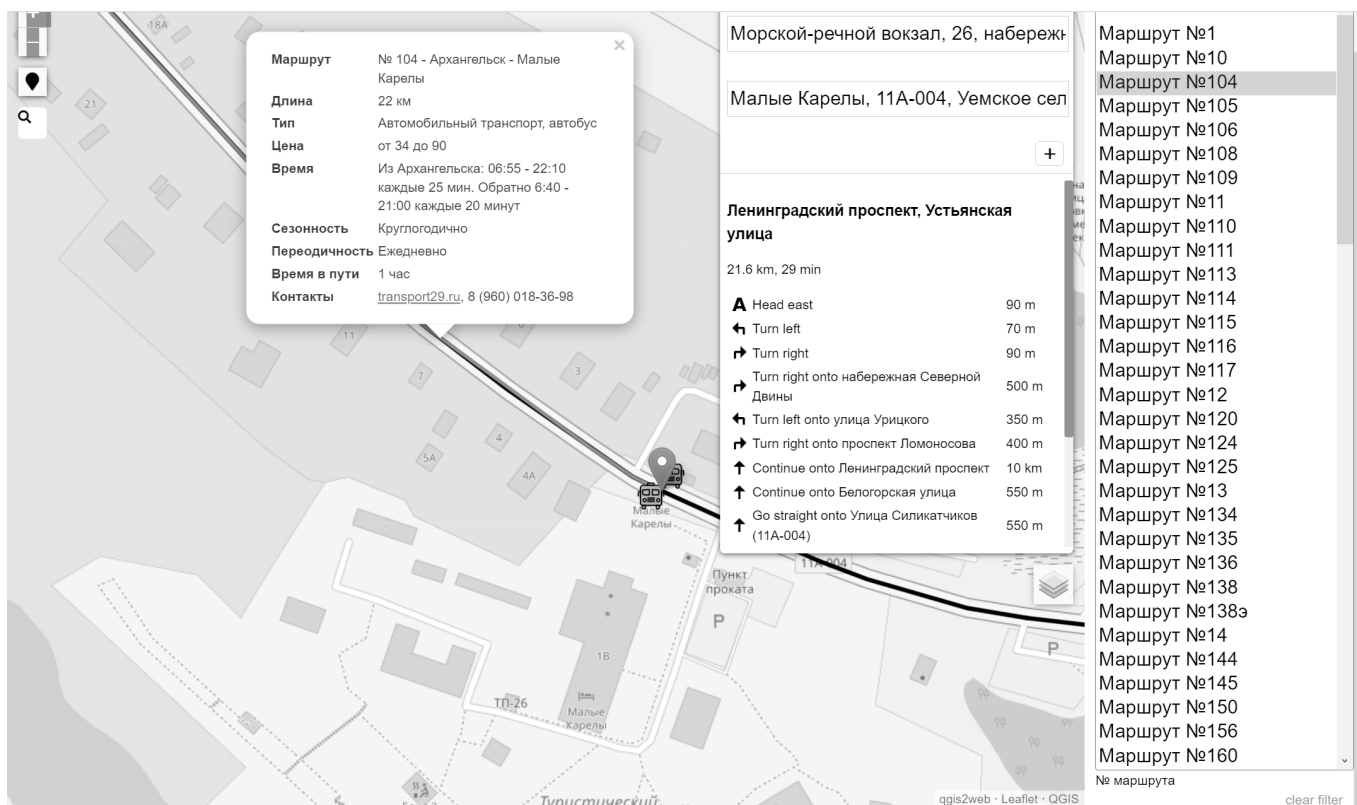 18А
21
11
7
6
3
4
4А
5А
×
Маршрут № 104 - Архангельск - Малые
Карелы
Длина 22 км
Тип Автомобильный транспорт, автобус
Цена от 34 до 90
Время Из Архангельска: 06:55 - 22:10
каждые 25 мин. Обратно 6:40 -
21:00 каждые 20 минут
Сезонность Круглогодично
Переодичность Ежедневно
Время в пути 1 час
Контакты transport29.ru, 8 (960) 018-36-98
Малые
Карелы
Пункт
проката
P
11А-004
P
1В
ТП-26
Малые
Карелы
Туристический
Морской-речной вокзал, 26, набереж
Малые Карелы, 11А-004, Уемское сел
+
Ленинградский проспект, Устьянская
улица
21.6 km, 29 min
A Head east 90 m
Turn left 70 m
Turn right 90 m
Turn right onto набережная Северной
Двины 500 m
Turn left onto улица Урицкого 350 m
Turn right onto проспект Ломоносова 400 m
Continue onto Ленинградский проспект 10 km
Continue onto Белогорская улица 550 m
Go straight onto Улица Силикатчиков
(11А-004) 550 m
qgis2web · Leaflet · QGIS
Маршрут №1
Маршрут №10
Маршрут №104
Маршрут №105
Маршрут №106
Маршрут №108
Маршрут №109
Маршрут №11
Маршрут №110
Маршрут №111
Маршрут №113
Маршрут №114
Маршрут №115
Маршрут №116
Маршрут №117
Маршрут №12
Маршрут №120
Маршрут №124
Маршрут №125
Маршрут №13
Маршрут №134
Маршрут №135
Маршрут №136
Маршрут №138
Маршрут №138э
Маршрут №14
Маршрут №144
Маршрут №145
Маршрут №150
Маршрут №156
Маршрут №160
№ маршрута
clear filter